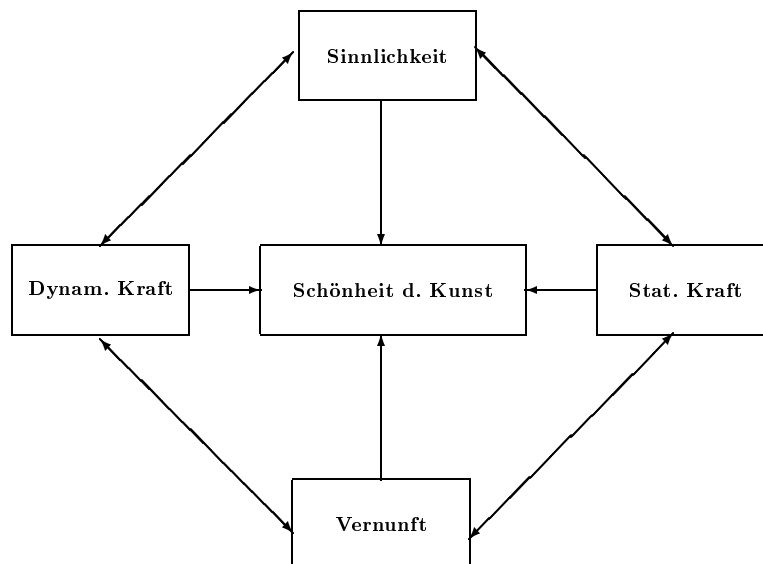 Sinnlichkeit
Dynam. Kraft
Schönheit d. Kunst
Stat. Kraft
Vernunft